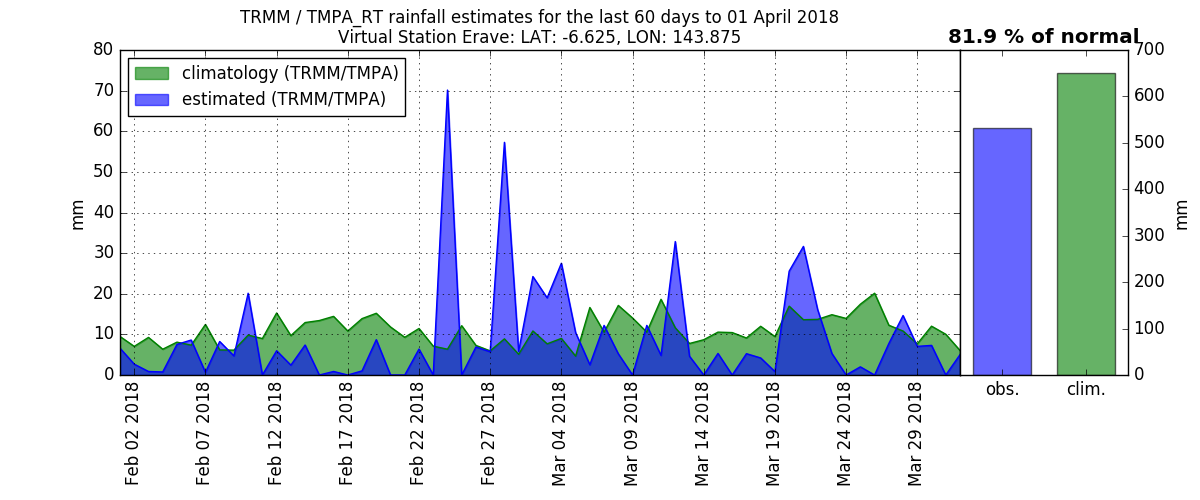 TRMM / TMPA_RT rainfall estimates for the last 60 days to 01 April 2018
Virtual Station Erave: LAT: -6.625, LON: 143.875
81.9 % of normal
climatology (TRMM/TMPA)
estimated (TRMM/TMPA)
mm
80
70
60
50
40
30
20
10
0
Feb 02 2018
Feb 07 2018
Feb 12 2018
Feb 17 2018
Feb 22 2018
Feb 27 2018
Mar 04 2018
Mar 09 2018
Mar 14 2018
Mar 19 2018
Mar 24 2018
Mar 29 2018
obs.
clim.
700
600
500
400
300
200
100
0
mm